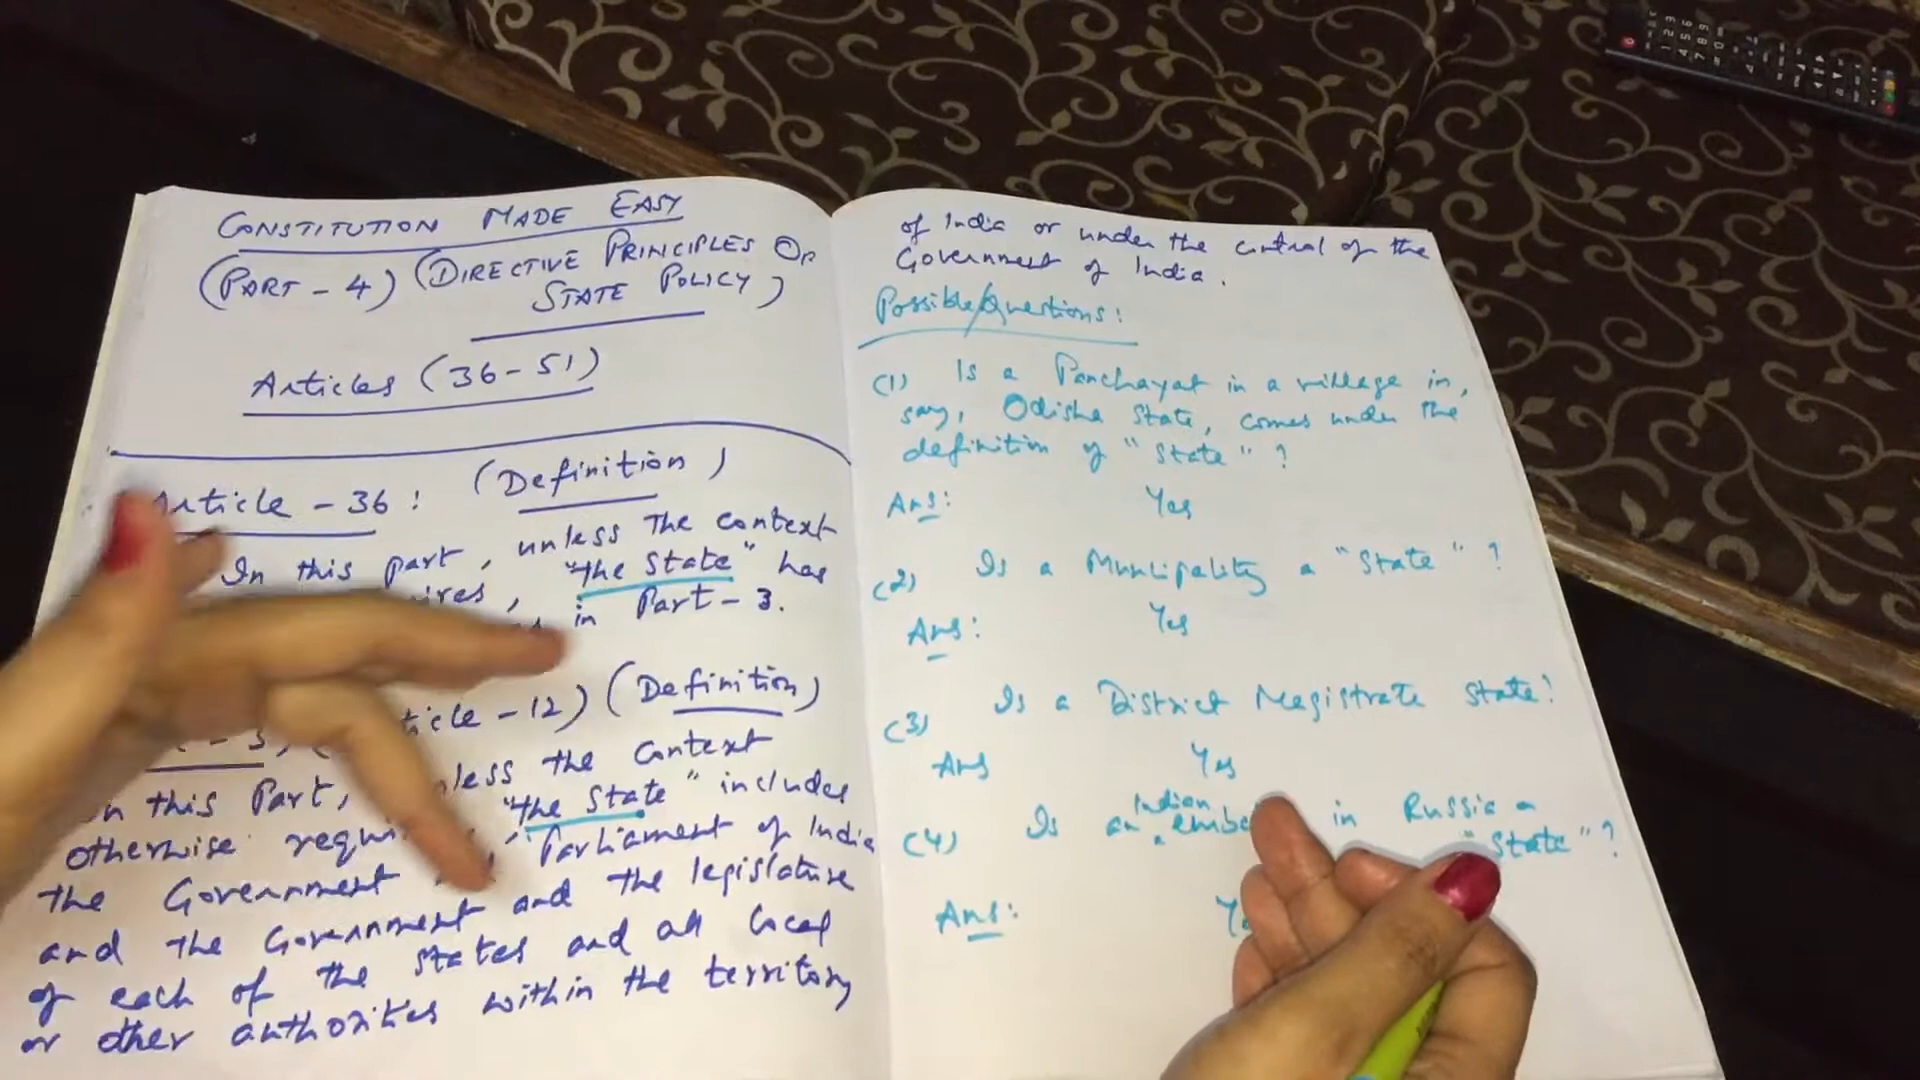 CONSTITUTION MADE EASY
(PART - 4) (DIRECTIVE PRINCIPLES OF
STATE POLICY)
Articles (36-51)
Article - 36: (Definition)
In this part, unless the context
"the State" has
in Part - 3.
-12) (Definition)
this Part, the context
otherwise "the State" includes
the Government Parliament of India
and the Government and the legislature
of each of the states and all local
or other authorities within the territory
of India or under the control of the
Government of India.
Possible Questions:
(1) Is a Panchayat in a village in,
say, Odisha State, comes under the
definition of "State"?
Ans: Yes
(2) Is a Municipality a "State"?
Ans: Yes
(3) Is a District Magistrate State?
Ans Yes
(4) Is an Indian in Russia a
"State"?
Ans: